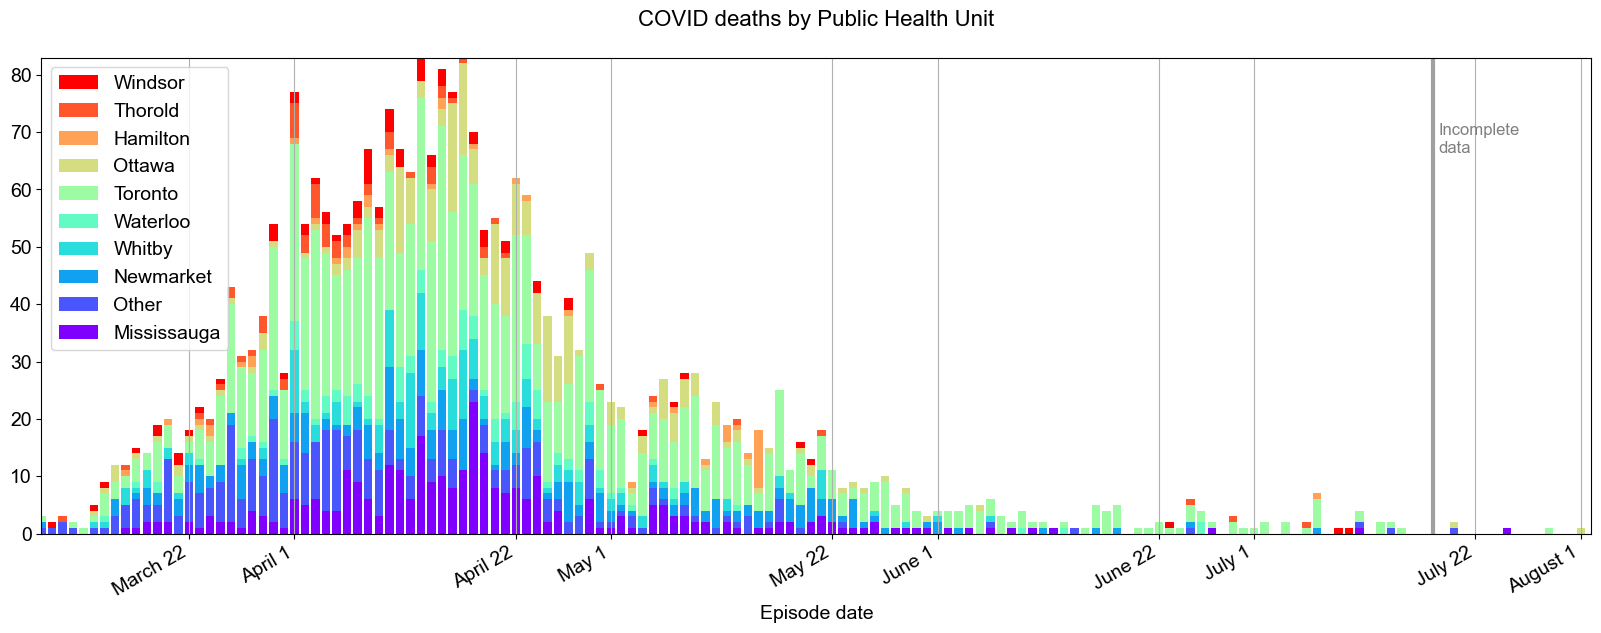 COVID deaths by Public Health Unit
80
70
60
50
40
30
20
10
0
Windsor
Thorold
Hamilton
Ottawa
Toronto
Waterloo
Whitby
Newmarket
Other
Mississauga
Incomplete
data
March 22
April 1
April 22
May 1
May 22
June 1
June 22
July 1
July 22
August 1
Episode date